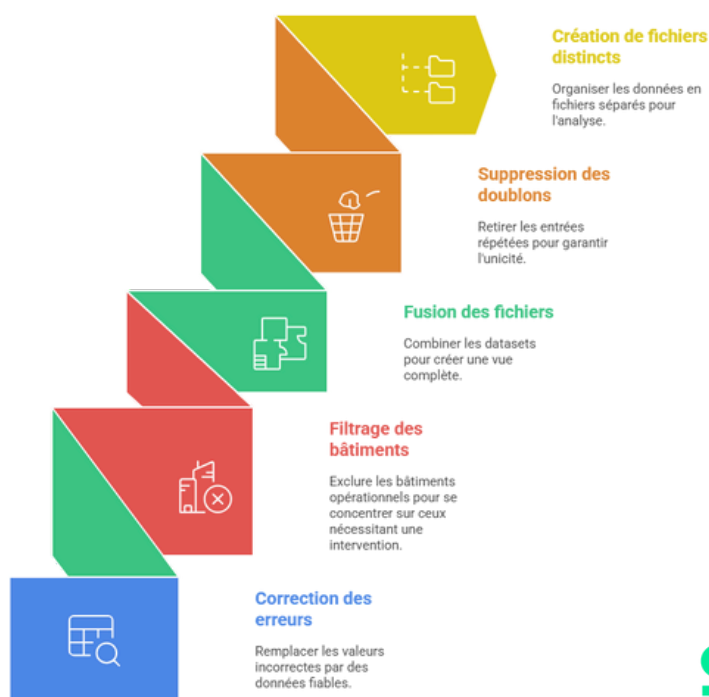 Création de fichiers
distincts
Organiser les données en
fichiers séparés pour
l'analyse.
Suppression des
doublons
Retirer les entrées
répétées pour garantir
l'unicité.
Fusion des fichiers
Combiner les datasets
pour créer une vue
complète.
Filtrage des
bâtiments
Exclure les bâtiments
opérationnels pour se
concentrer sur ceux
nécessitant une
intervention.
Correction des
erreurs
Remplacer les valeurs
incorrectes par des
données fiables.